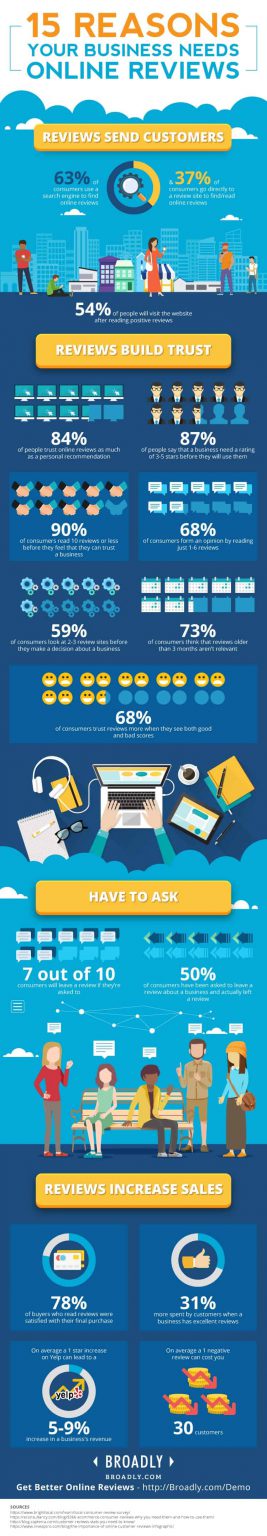 15 REASONS
YOUR BUSINESS NEEDS
ONLINE REVIEWS
REVIEWS SEND CUSTOMERS
63% of
consumers use a
search engine to find
online reviews
& 37% of
consumers go directly to
a review site to find/read
online reviews
54% of people will visit the website
after reading positive reviews
REVIEWS BUILD TRUST
84%
of people trust online reviews as much
as a personal recommendation
87%
of people say that a business need a rating
of 3-5 stars before they will use them
90%
of consumers read 10 reviews or less
before they feel that they can trust
a business
68%
of consumers form an opinion by reading
just 1-6 reviews
59%
of consumers look at 2-3 review sites before
they make a decision about a business
73%
of consumers think that reviews older
than 3 months aren't relevant
68%
of consumers trust reviews more when they see both good
and bad scores
HAVE TO ASK
7 out of 10
consumers will leave a review if they're
asked to
50%
of consumers have been asked to leave a
review about a business and actually left
a review
REVIEWS INCREASE SALES
78%
of buyers who read reviews were
satisfied with their final purchase
31%
more spent by customers when a
business has excellent reviews
On average a 1 star increase
on Yelp can lead to a
yelp
5-9%
increase in a business's revenue
On average a 1 negative
review can cost you
30 customers
BROADLY
BROADLY.COM
Get Better Online Reviews - http://Broadly.com/Demo
SOURCES